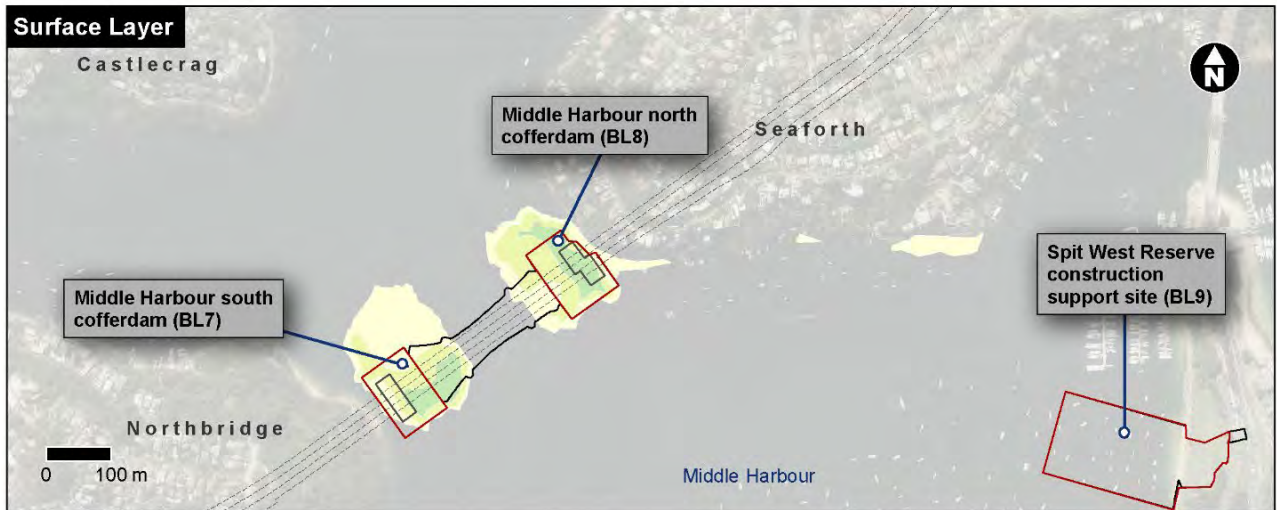 Surface Layer
Castlecrag
N
Middle Harbour north
cofferdam (BL8)
Seaforth
Spit West Reserve
construction
support site (BL9)
Middle Harbour south
cofferdam (BL7)
Northbridge
0 100 m
Middle Harbour